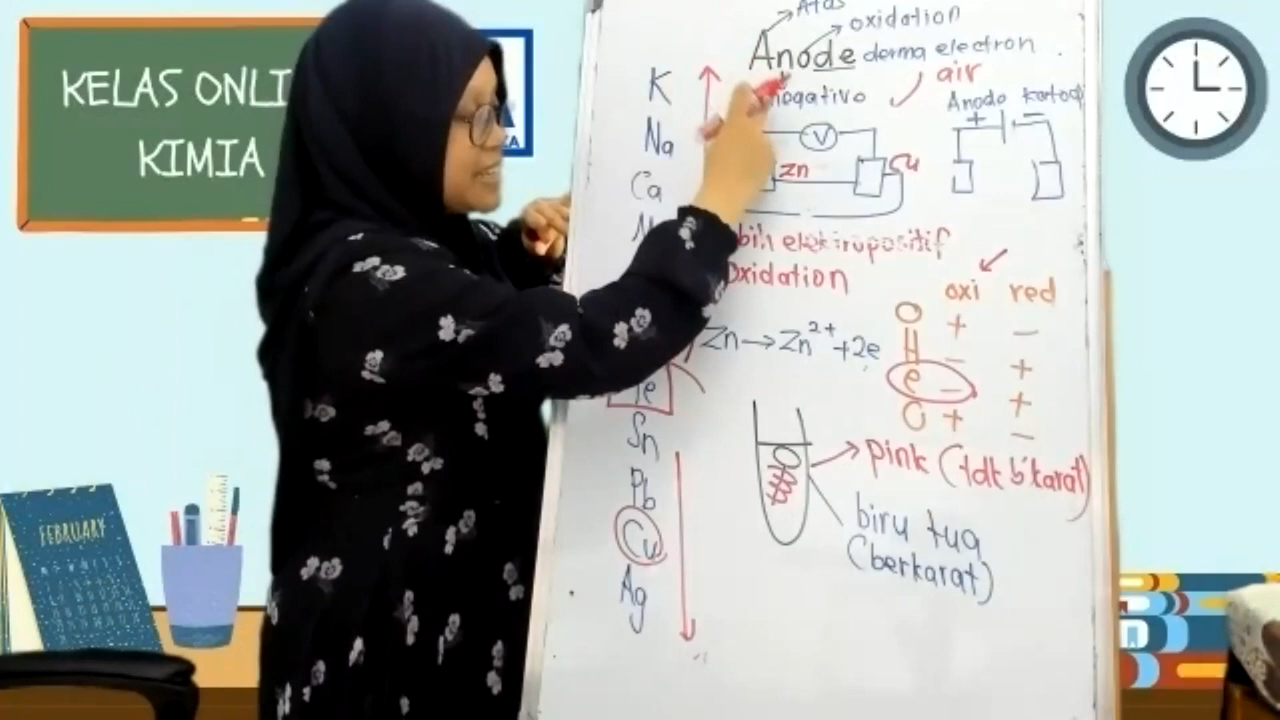 KELAS ONLI
KIMIA
Atas
oxidation
Anode derma electron
negativo
air
Anodo katod
+ −
K
Na
Ca
V
Zn
Cu
bih elektropositif
Oxidation
Zn → Zn²⁺ + 2e
oxi red
O + −
H − +
e − +
O + −
Fe
Sn
Pb
Cu
Ag
pink (tdk b'karat)
biru tua
(berkarat)
FEBRUARY